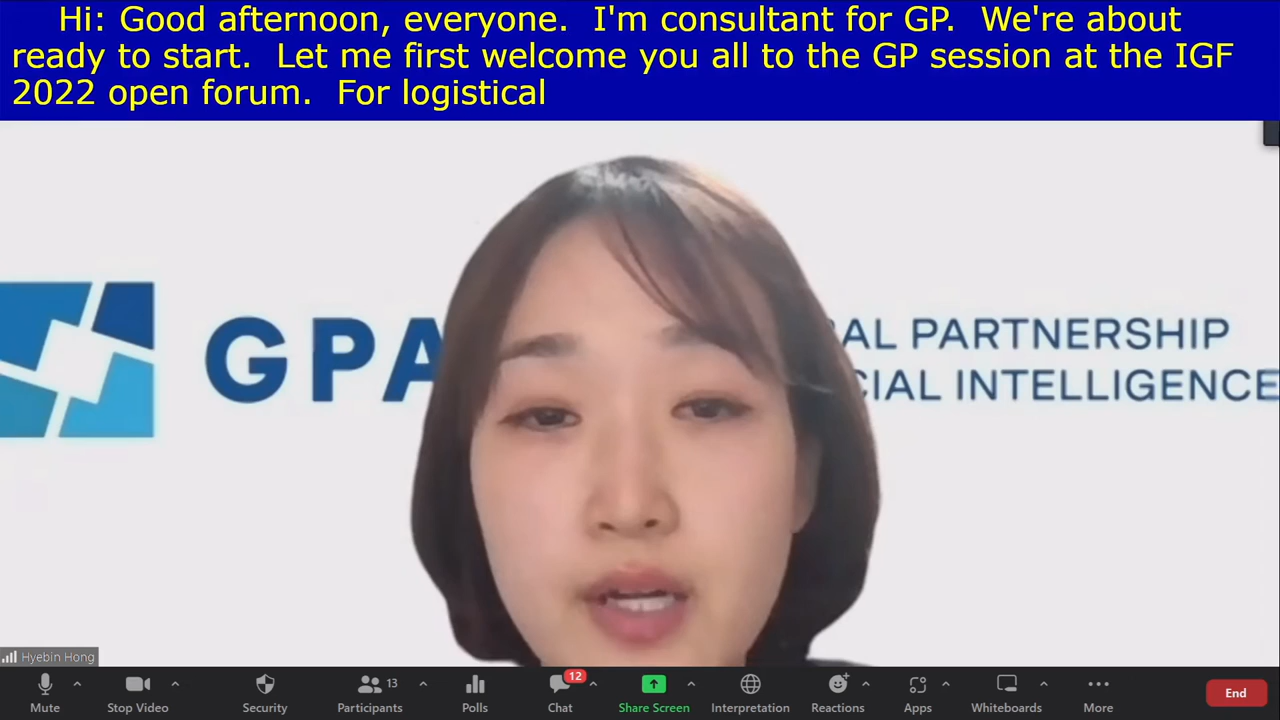 Hi: Good afternoon, everyone. I'm consultant for GP. We're about
ready to start. Let me first welcome you all to the GP session at the IGF
2022 open forum. For logistical
GPA
AL PARTNERSHIP
CIAL INTELLIGENCE
Hyebin Hong
12
13
Mute
Stop Video
Security
Participants
Polls
Chat
Share Screen
Interpretation
Reactions
Apps
Whiteboards
More
End